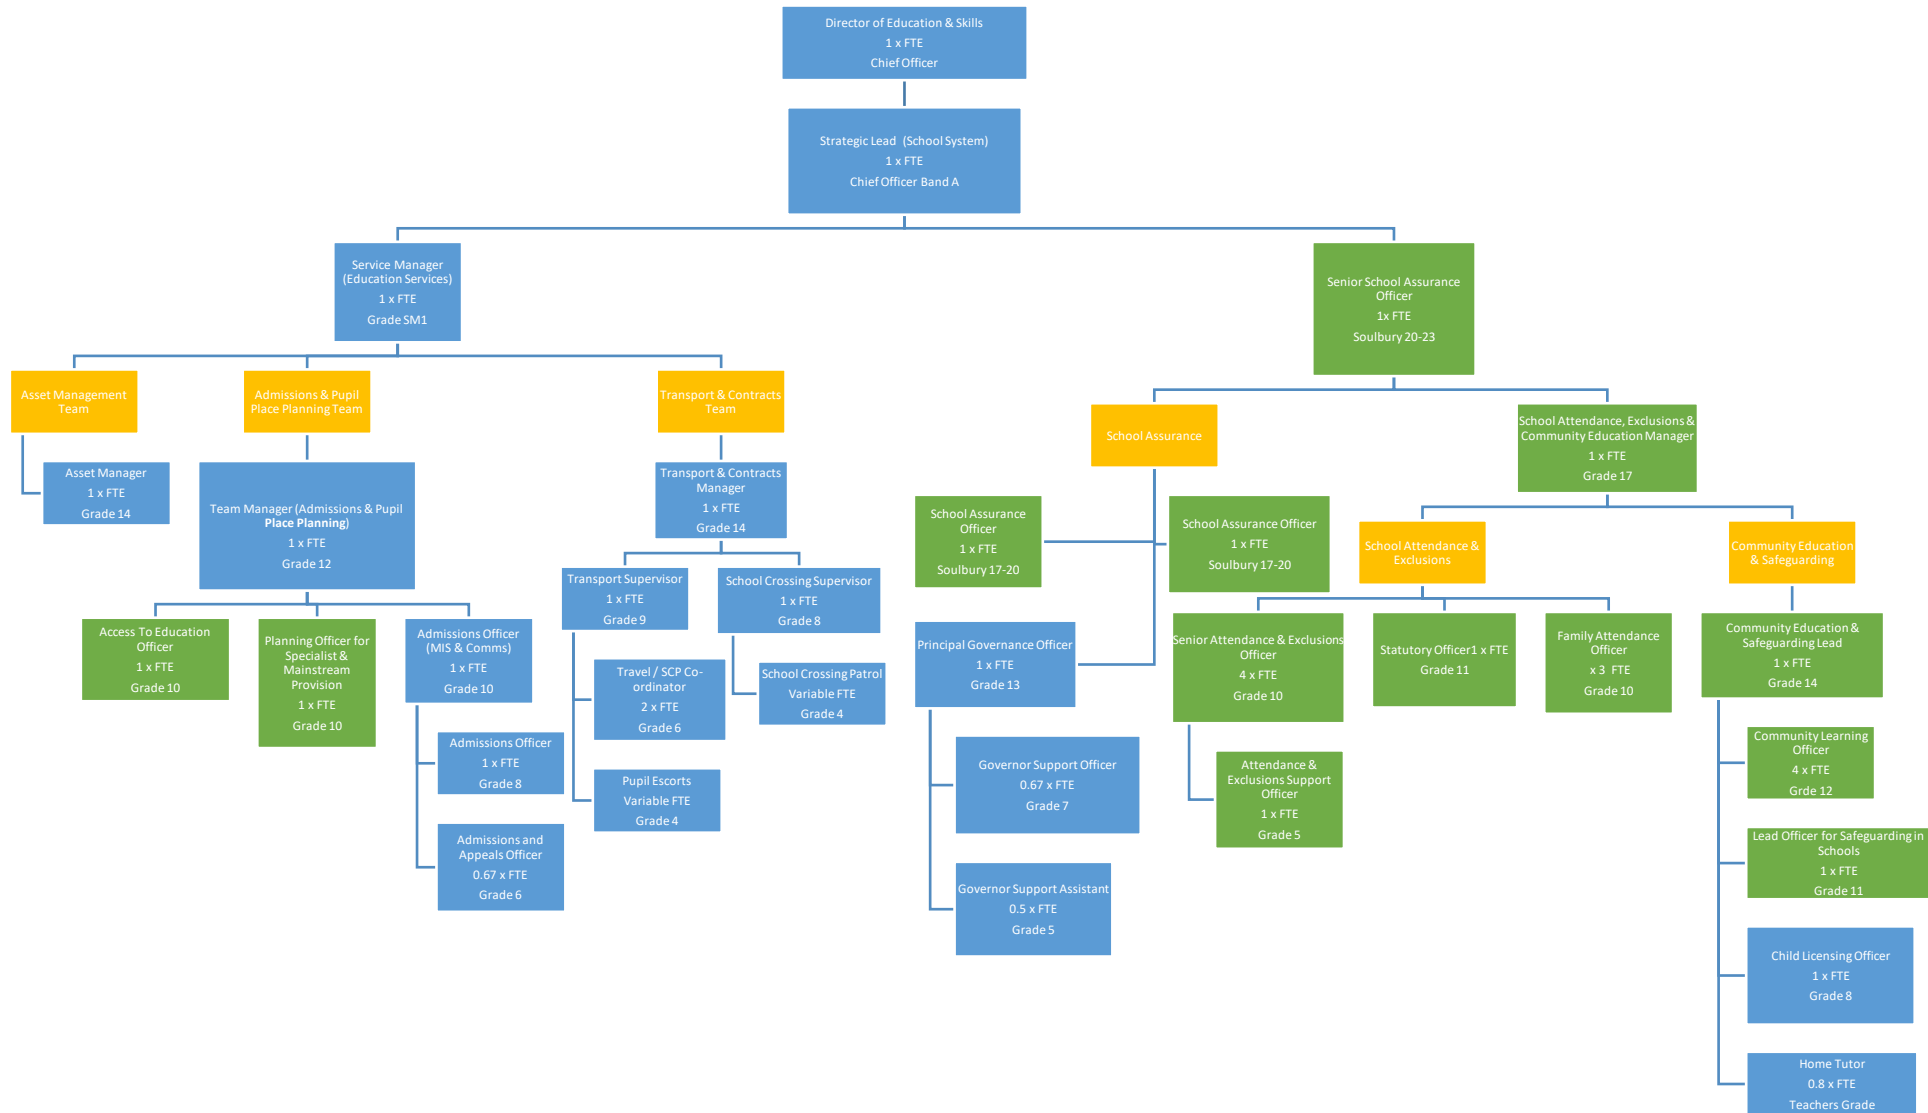 Director of Education & Skills
1 x FTE
Chief Officer
Strategic Lead (School System)
1 x FTE
Chief Officer Band A
Service Manager
(Education Services)
1 x FTE
Grade SM1
Senior School Assurance
Officer
1x FTE
Soulbury 20-23
Asset Management
Team
Admissions & Pupil
Place Planning Team
Transport & Contracts
Team
School Assurance
School Attendance, Exclusions &
Community Education Manager
1 x FTE
Grade 17
Asset Manager
1 x FTE
Grade 14
Team Manager (Admissions & Pupil
Place Planning)
1 x FTE
Grade 12
Transport & Contracts
Manager
1 x FTE
Grade 14
School Assurance
Officer
1 x FTE
Soulbury 17-20
School Assurance Officer
1 x FTE
Soulbury 17-20
School Attendance &
Exclusions
Community Education
& Safeguarding
Transport Supervisor
1 x FTE
Grade 9
School Crossing Supervisor
1 x FTE
Grade 8
Access To Education
Officer
1 x FTE
Grade 10
Planning Officer for
Specialist &
Mainstream
Provision
1 x FTE
Grade 10
Admissions Officer
(MIS & Comms)
1 x FTE
Grade 10
Principal Governance Officer
1 x FTE
Grade 13
Senior Attendance & Exclusions
Officer
4 x FTE
Grade 10
Statutory Officer1 x FTE
Grade 11
Family Attendance
Officer
x 3 FTE
Grade 10
Community Education &
Safeguarding Lead
1 x FTE
Grade 14
Travel / SCP Co-
ordinator
2 x FTE
Grade 6
School Crossing Patrol
Variable FTE
Grade 4
Admissions Officer
1 x FTE
Grade 8
Pupil Escorts
Variable FTE
Grade 4
Admissions and
Appeals Officer
0.67 x FTE
Grade 6
Governor Support Officer
0.67 x FTE
Grade 7
Attendance &
Exclusions Support
Officer
1 x FTE
Grade 5
Community Learning
Officer
4 x FTE
Grde 12
Lead Officer for Safeguarding in
Schools
1 x FTE
Grade 11
Governor Support Assistant
0.5 x FTE
Grade 5
Child Licensing Officer
1 x FTE
Grade 8
Home Tutor
0.8 x FTE
Teachers Grade